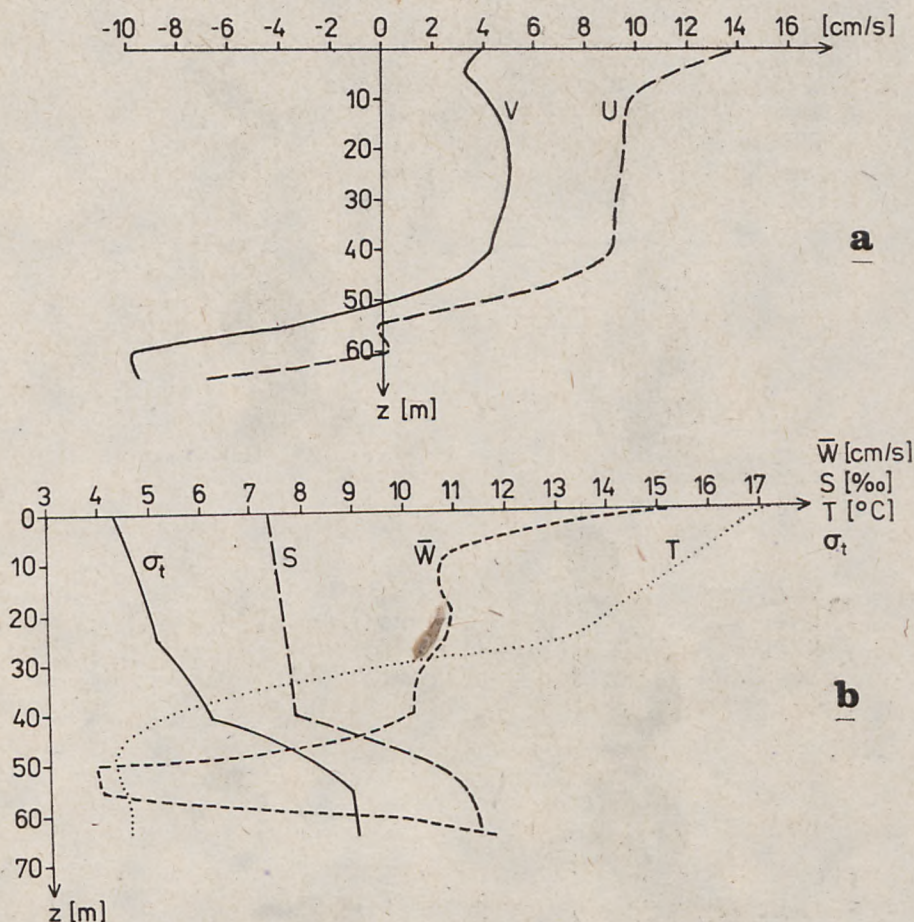 -10 -8 -6 -4 -2 0 2 4 6 8 10 12 14 16 [cm/s]
10
V U
20
30
a
40
50
60
z [m]
W̅ [cm/s]
3 4 5 6 7 8 9 10 11 12 13 14 15 16 17 S [‰]
0 T [°C]
σt
σt S W̅ T
10
20
30
b
40
50
60
70
z [m]